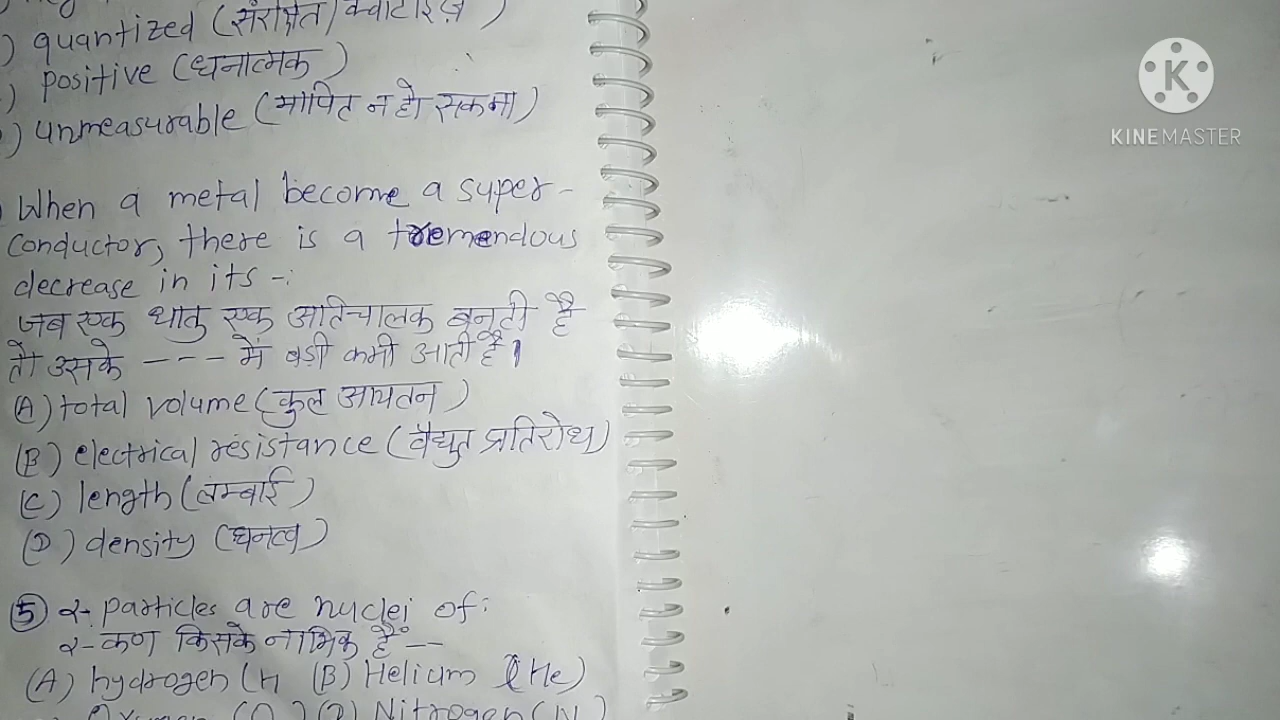 ) quantized (संरक्षित/क्वांटाइज़)
) positive (धनात्मक)
) unmeasurable (मापित न हो सकना)
When a metal become a super-
conductor, there is a tremendous
decrease in its -:
जब एक धातु एक अतिचालक बनती है
तो उसके ---- में बड़ी कमी आती है।
(A) total volume (कुल आयतन)
(B) electrical resistance (वैद्युत प्रतिरोध)
(C) length (लम्बाई)
(D) density (घनत्व)
⑤ α- particles are nuclei of:
α-कण किसके नाभिक हैं --
(A) hydrogen (H (B) Helium (He)
(O) (D) Nitrogen (N)
KINEMASTER